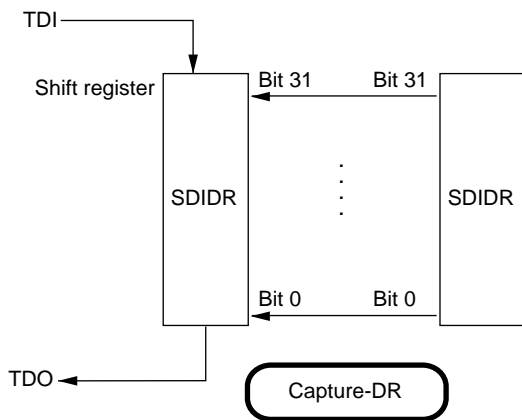 TDI
Shift register
Bit 31 Bit 31
SDIDR SDIDR
Bit 0 Bit 0
TDO
Capture-DR